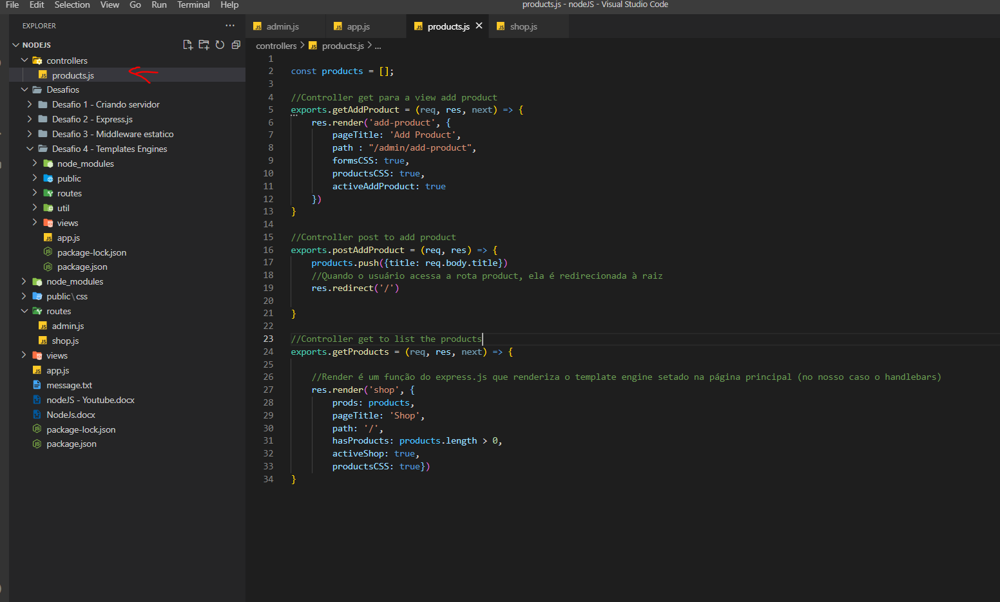 File Edit Selection View Go Run Terminal Help products.js - nodeJS - Visual Studio Code
EXPLORER ...
NODEJS
controllers
products.js
Desafios
Desafio 1 - Criando servidor
Desafio 2 - Express.js
Desafio 3 - Middleware estatico
Desafio 4 - Templates Engines
node_modules
public
routes
util
views
app.js
package-lock.json
package.json
node_modules
public\css
routes
admin.js
shop.js
views
app.js
message.txt
nodeJS - Youtube.docx
NodeJs.docx
package-lock.json
package.json
JS admin.js JS app.js JS products.js × JS shop.js
controllers > JS products.js > ...
1
2 const products = [];
3
4 //Controller get para a view add product
5 exports.getAddProduct = (req, res, next) => {
6 res.render('add-product', {
7 pageTitle: 'Add Product',
8 path : "/admin/add-product",
9 formsCSS: true,
10 productsCSS: true,
11 activeAddProduct: true
12 })
13 }
14
15 //Controller post to add product
16 exports.postAddProduct = (req, res) => {
17 products.push({title: req.body.title})
18 //Quando o usuário acessa a rota product, ela é redirecionada à raiz
19 res.redirect('/')
20
21 }
22
23 //Controller get to list the products
24 exports.getProducts = (req, res, next) => {
25
26 //Render é um função do express.js que renderiza o template engine setado na página principal (no nosso caso o handlebars)
27 res.render('shop', {
28 prods: products,
29 pageTitle: 'Shop',
30 path: '/',
31 hasProducts: products.length > 0,
32 activeShop: true,
33 productsCSS: true})
34 }